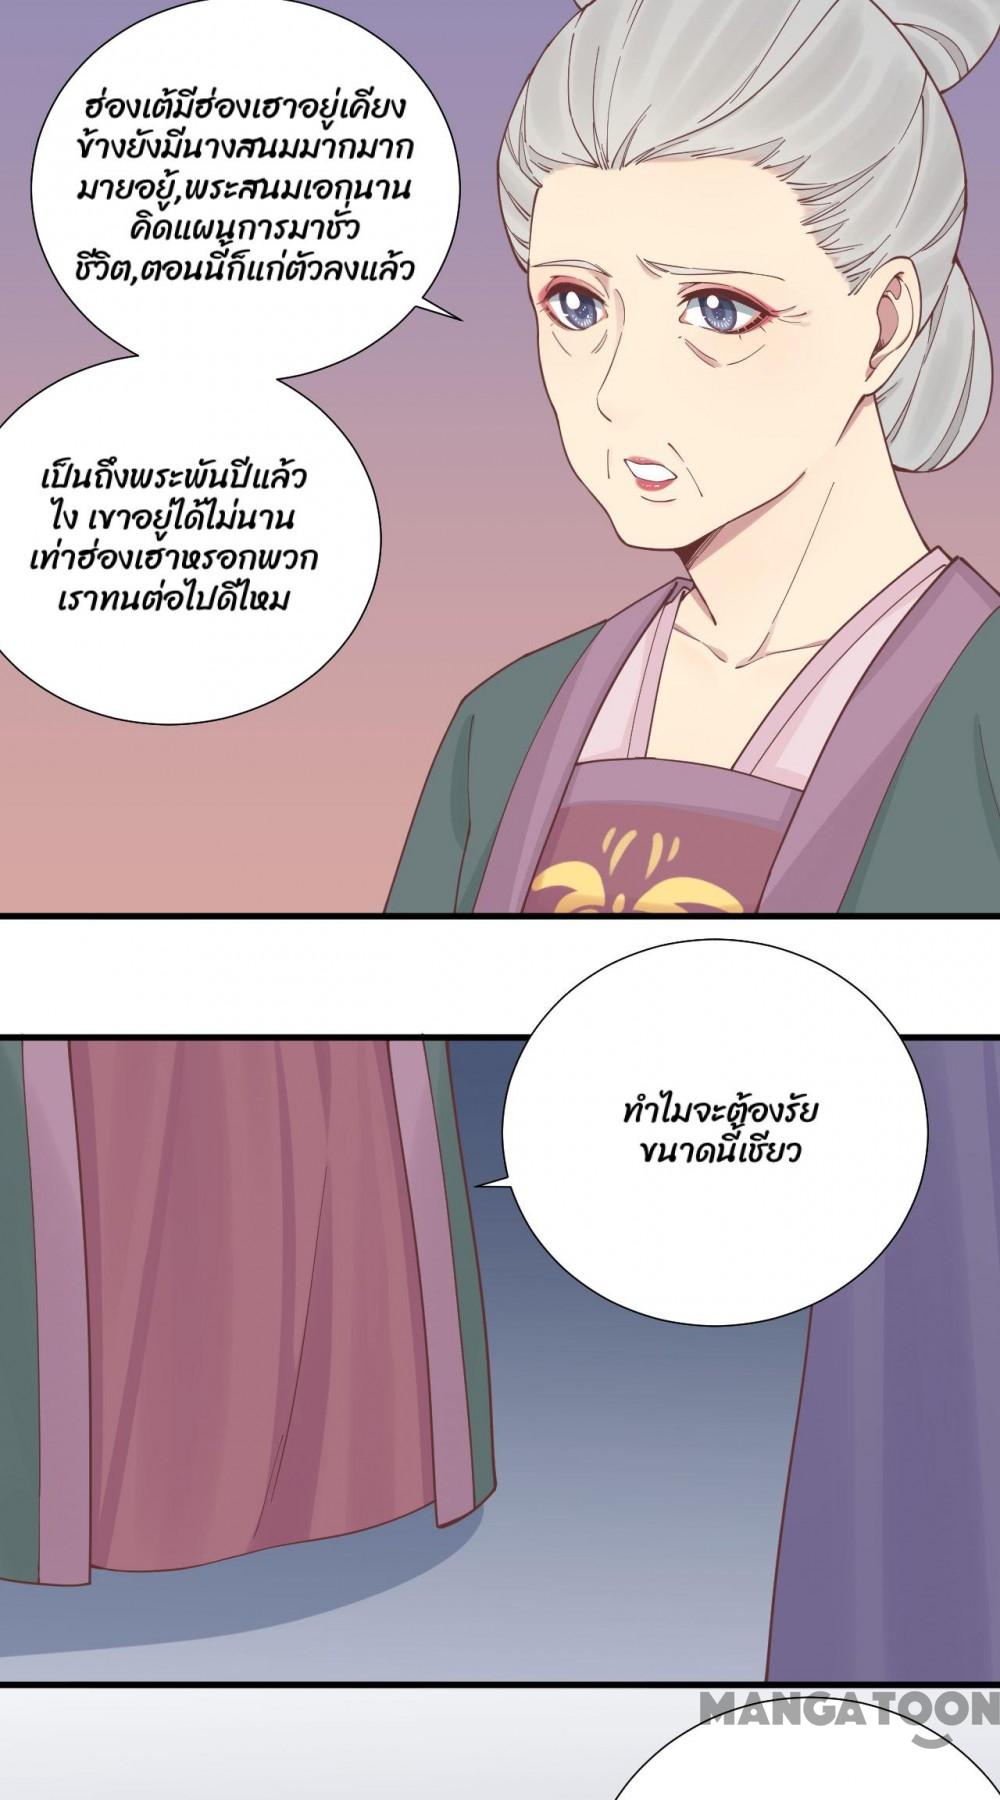 ฮ่องเต้มีฮ่องเฮาอยู่เคียง
ข้างยังมีนางสนมมากมาก
มายอยู้,พระสนมเอกนาน
คิดแผนการมาชั่ว
ชีวิต,ตอนนี้ก็แก่ตัวลงแล้ว
เป็นถึงพระพันปีแล้ว
ไง เขาอยู่ได้ไม่นาน
เท่าฮ่องเฮาหรอกพวก
เราทนต่อไปดีไหม
ทำไมจะต้องรัย
ขนาดนี้เชียว
MANGATOON